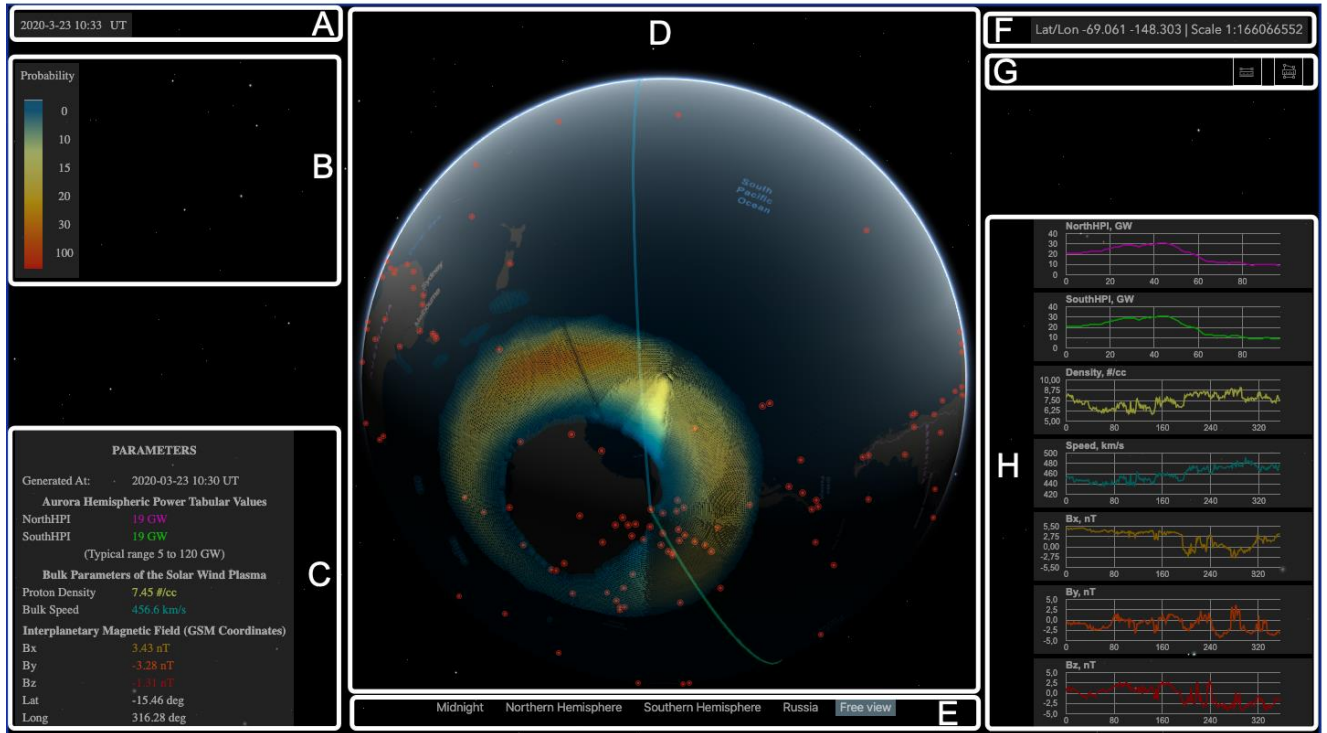 2020-3-23 10:33 UT
A
Probability
0
10
15
20
30
100
B
PARAMETERS
Generated At: 2020-03-23 10:30 UT
Aurora Hemispheric Power Tabular Values
NorthHPI 19 GW
SouthHPI 19 GW
(Typical range 5 to 120 GW)
Bulk Parameters of the Solar Wind Plasma
Proton Density 7.45 #/cc
Bulk Speed 456.6 km/s
Interplanetary Magnetic Field (GSM Coordinates)
Bx 3.43 nT
By -3.28 nT
Bz -1.31 nT
Lat -15.46 deg
Long 316.28 deg
C
D
South
Pacific
Ocean
Sydney
Melbourne
Midnight Northern Hemisphere Southern Hemisphere Russia Free view
E
F
Lat/Lon -69.061 -148.303 | Scale 1:166066552
G
H
NorthHPI, GW
40
30
20
10
0
0 20 40 60 80
SouthHPI, GW
40
30
20
10
0
0 20 40 60 80
Density, #/cc
10,00
8,75
7,50
6,25
5,00
0 80 160 240 320
Speed, km/s
500
480
460
440
420
0 80 160 240 320
Bx, nT
5,50
2,75
0,00
-2,75
-5,50
0 80 160 240 320
By, nT
5,0
2,5
0,0
-2,5
-5,0
0 80 160 240 320
Bz, nT
5,0
2,5
0,0
-2,5
-5,0
0 80 160 240 320